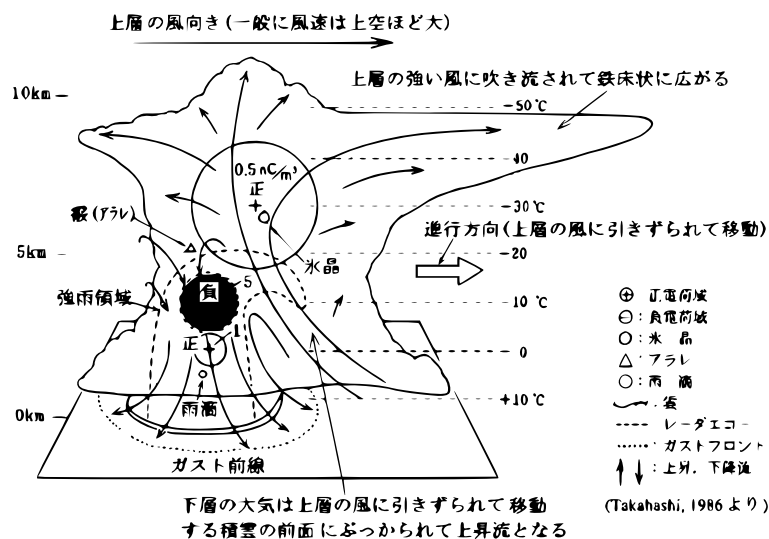 上層の風向き(一般に風速は上空ほど大)
上層の強い風に吹き流されて鉄床状に広がる
10km
-50℃
40
0.5nC/m³
正
霰(アラレ)
-30℃
進行方向(上層の風に引きずられて移動)
5km
-20
氷晶
強雨領域
負
5
-10℃
正
1
0
+10℃
0km
雨滴
ガスト前線
正電荷域
:負電荷域
:氷晶
:アラレ
:雨滴
レーダエコー
:ガストフロント
:上昇、下降流
(Takahashi, 1986 より)
下層の大気は上層の風に引きずられて移動
する積雲の前面にぶっかられて上昇流となる